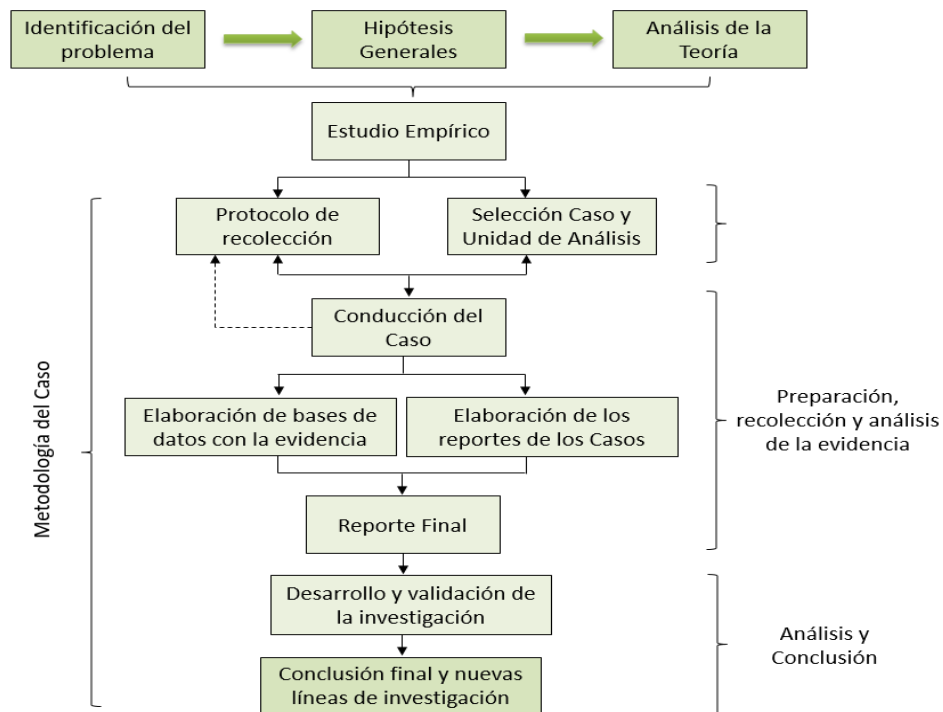 Identificación del
problema
Hipótesis
Generales
Análisis de la
Teoría
Estudio Empírico
Protocolo de
recolección
Selección Caso y
Unidad de Análisis
Conducción del
Caso
Elaboración de bases de
datos con la evidencia
Elaboración de los
reportes de los Casos
Preparación,
recolección y análisis
de la evidencia
Metodología del Caso
Reporte Final
Desarrollo y validación de
la investigación
Análisis y
Conclusión
Conclusión final y nuevas
líneas de investigación